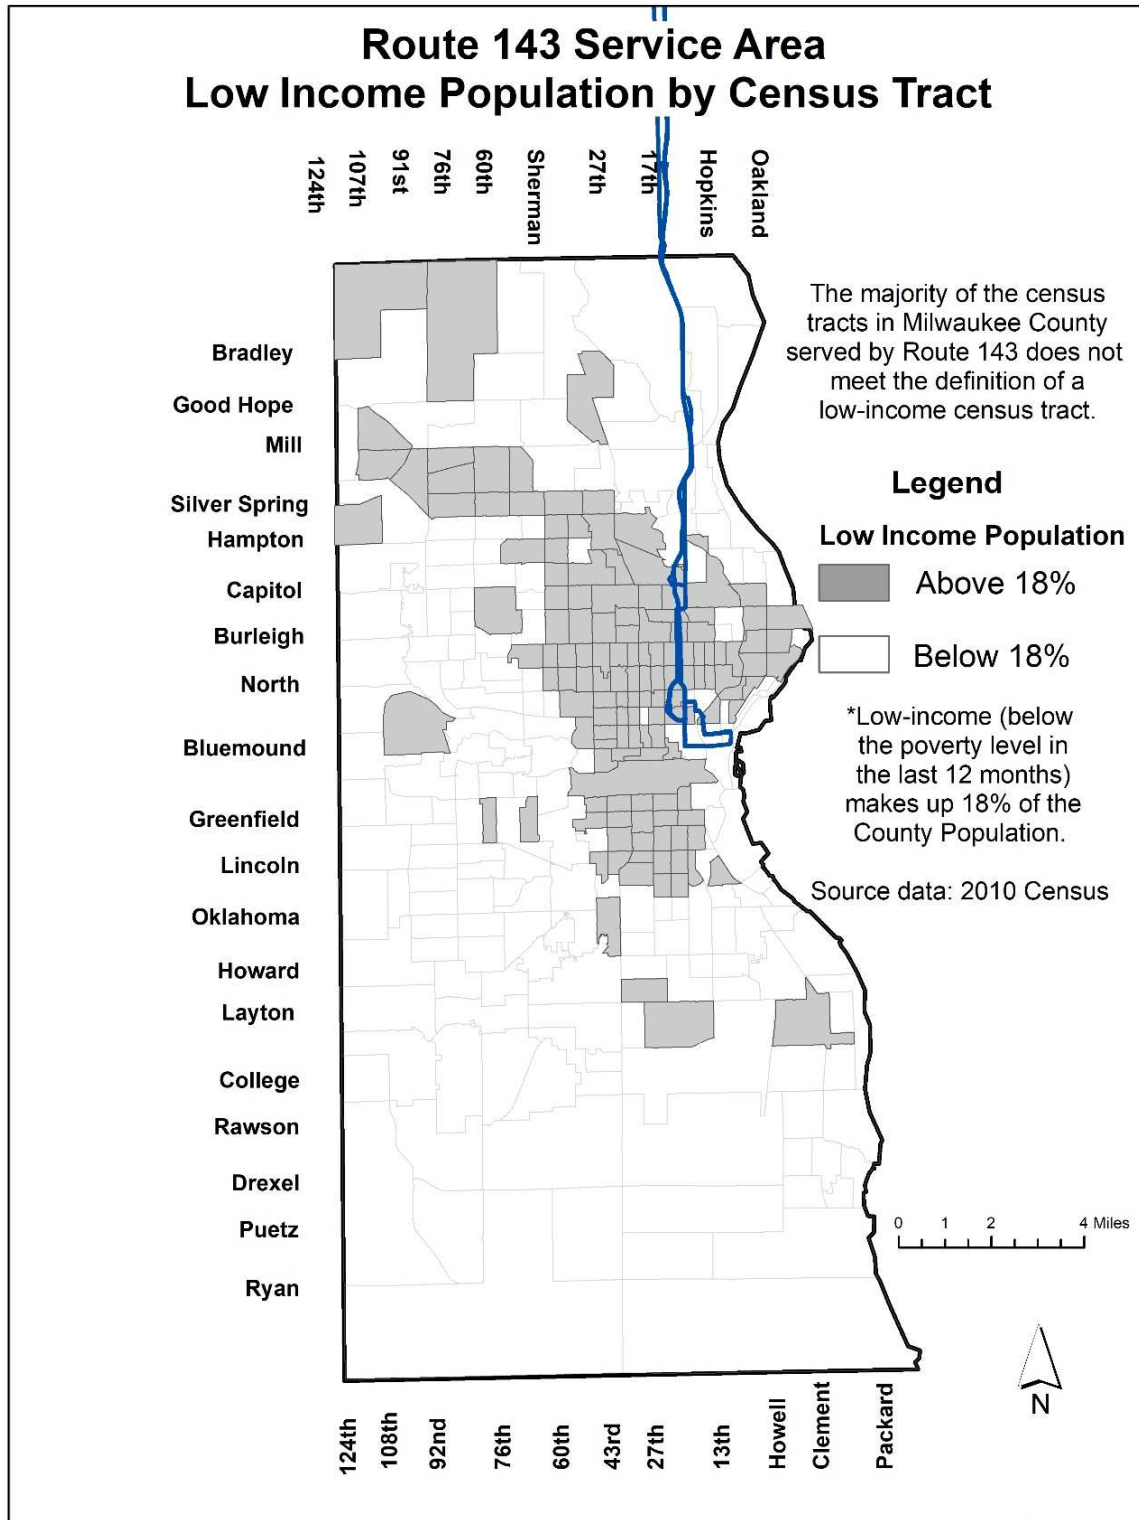 Route 143 Service Area
Low Income Population by Census Tract
124th
107th
91st
76th
60th
Sherman
27th
17th
Hopkins
Oakland
The majority of the census
tracts in Milwaukee County
served by Route 143 does not
meet the definition of a
low-income census tract.
Bradley
Good Hope
Mill
Silver Spring
Hampton
Capitol
Burleigh
North
Bluemound
Greenfield
Lincoln
Oklahoma
Howard
Layton
College
Rawson
Drexel
Puetz
Ryan
Legend
Low Income Population
Above 18%
Below 18%
*Low-income (below
the poverty level in
the last 12 months)
makes up 18% of the
County Population.
Source data: 2010 Census
0 1 2 4 Miles
N
124th
108th
92nd
76th
60th
43rd
27th
13th
Howell
Clement
Packard